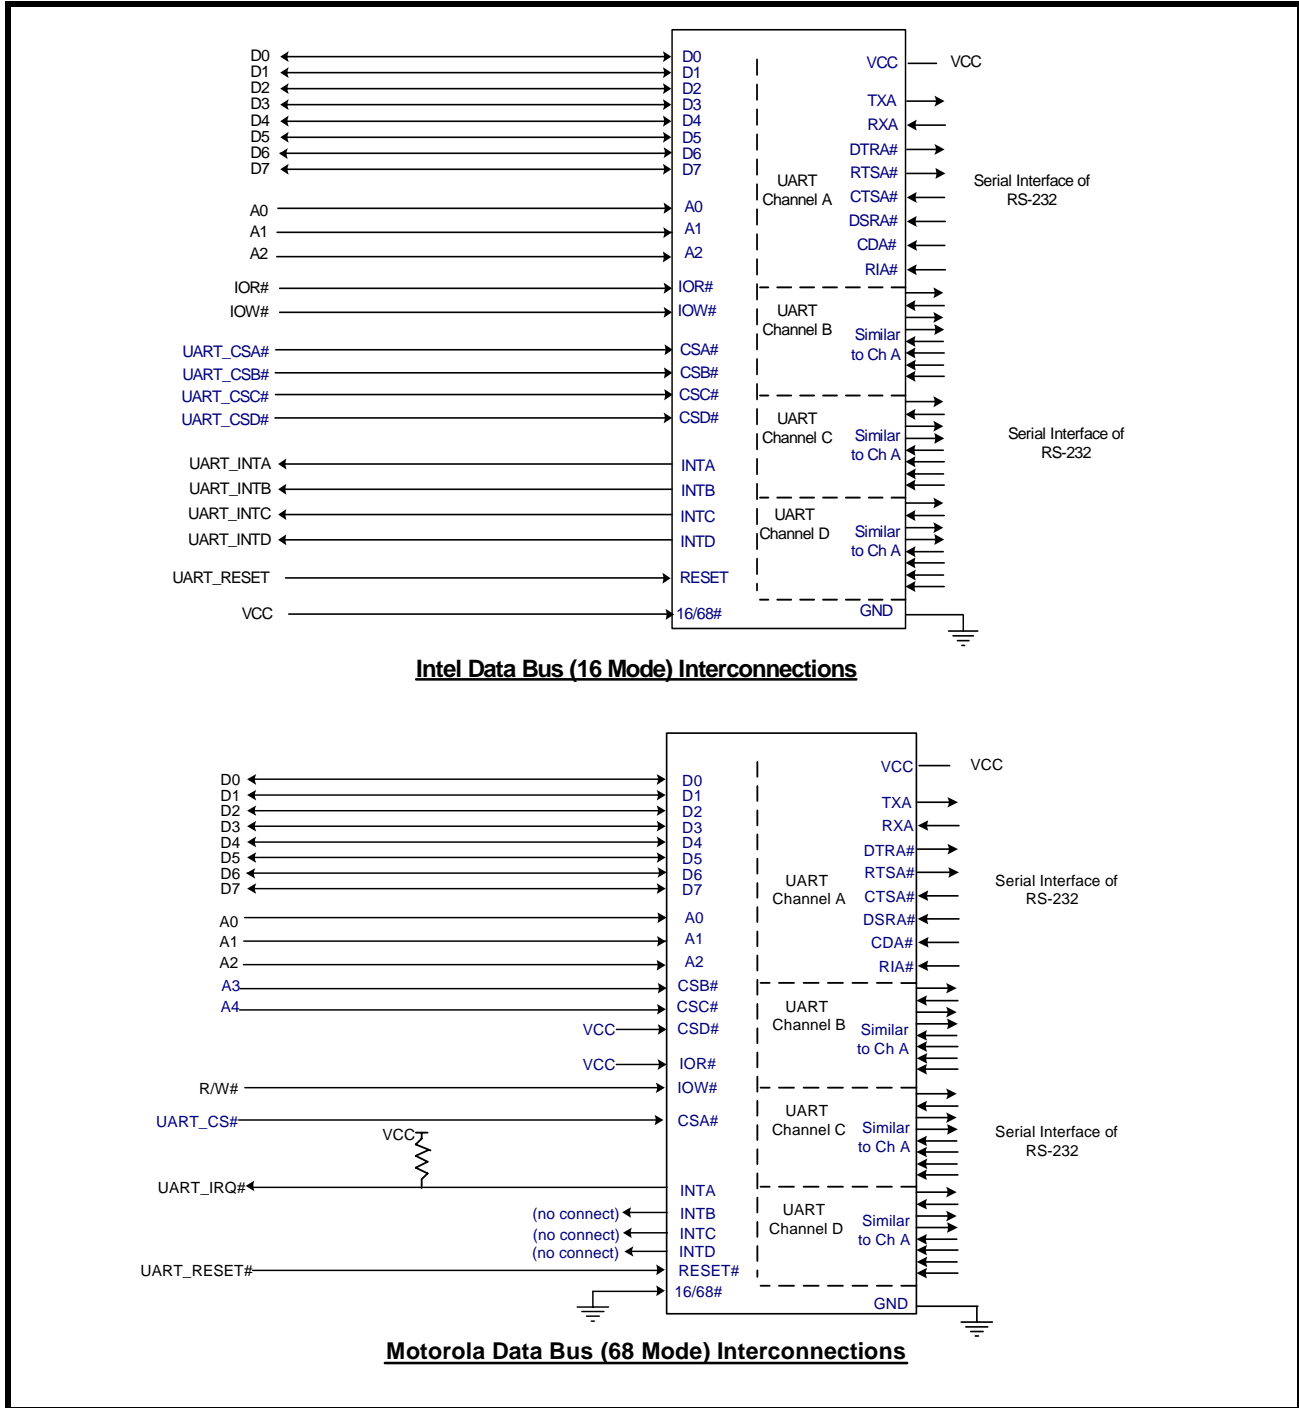 D0 D0
D1 D1
D2 D2
D3 D3
D4 D4
D5 D5
D6 D6
D7 D7
A0 A0
A1 A1
A2 A2
IOR# IOR#
IOW# IOW#
UART_CSA# CSA#
UART_CSB# CSB#
UART_CSC# CSC#
UART_CSD# CSD#
UART_INTA INTA
UART_INTB INTB
UART_INTC INTC
UART_INTD INTD
UART_RESET RESET
VCC 16/68#
UART
Channel A
UART
Channel B
UART
Channel C
UART
Channel D
VCC VCC
TXA
RXA
DTRA#
RTSA#
CTSA#
DSRA#
CDA#
RIA#
Similar
to Ch A
Similar
to Ch A
Similar
to Ch A
GND
Serial Interface of
RS-232
Serial Interface of
RS-232
Intel Data Bus (16 Mode) Interconnections
D0 D0
D1 D1
D2 D2
D3 D3
D4 D4
D5 D5
D6 D6
D7 D7
A0 A0
A1 A1
A2 A2
A3 CSB#
A4 CSC#
VCC CSD#
VCC IOR#
R/W# IOW#
UART_CS# CSA#
VCC
UART_IRQ# INTA
(no connect) INTB
(no connect) INTC
(no connect) INTD
UART_RESET# RESET#
16/68#
UART
Channel A
UART
Channel B
UART
Channel C
UART
Channel D
VCC VCC
TXA
RXA
DTRA#
RTSA#
CTSA#
DSRA#
CDA#
RIA#
Similar
to Ch A
Similar
to Ch A
Similar
to Ch A
GND
Serial Interface of
RS-232
Serial Interface of
RS-232
Motorola Data Bus (68 Mode) Interconnections